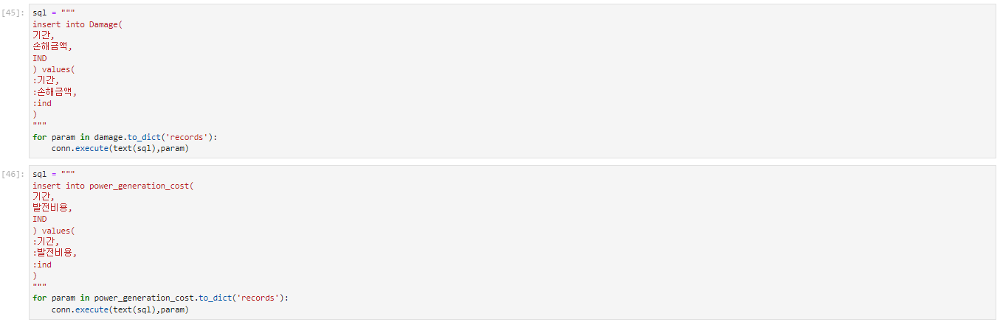 [45]: sql = """
insert into Damage(
기간,
손해금액,
IND
) values(
:기간,
:손해금액,
:ind
)
"""
for param in damage.to_dict('records'):
    conn.execute(text(sql),param)
[46]: sql = """
insert into power_generation_cost(
기간,
발전비용,
IND
) values(
:기간,
:발전비용,
:ind
)
"""
for param in power_generation_cost.to_dict('records'):
    conn.execute(text(sql),param)